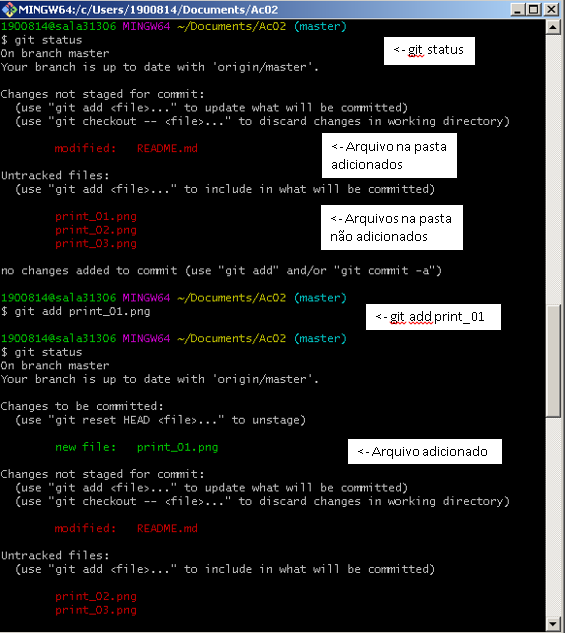 MINGW64:/c/Users/1900814/Documents/Ac02
1900814@sala31306 MINGW64 ~/Documents/Ac02 (master)
$ git status
<- git status
On branch master
Your branch is up to date with 'origin/master'.
Changes not staged for commit:
(use "git add <file>..." to update what will be committed)
(use "git checkout -- <file>..." to discard changes in working directory)
modified:   README.md
<- Arquivo na pasta
adicionados
Untracked files:
(use "git add <file>..." to include in what will be committed)
print_01.png
print_02.png
print_03.png
<- Arquivos na pasta
não adicionados
no changes added to commit (use "git add" and/or "git commit -a")
1900814@sala31306 MINGW64 ~/Documents/Ac02 (master)
$ git add print_01.png
<- git add print_01
1900814@sala31306 MINGW64 ~/Documents/Ac02 (master)
$ git status
On branch master
Your branch is up to date with 'origin/master'.
Changes to be committed:
(use "git reset HEAD <file>..." to unstage)
new file:   print_01.png
<- Arquivo adicionado
Changes not staged for commit:
(use "git add <file>..." to update what will be committed)
(use "git checkout -- <file>..." to discard changes in working directory)
modified:   README.md
Untracked files:
(use "git add <file>..." to include in what will be committed)
print_02.png
print_03.png